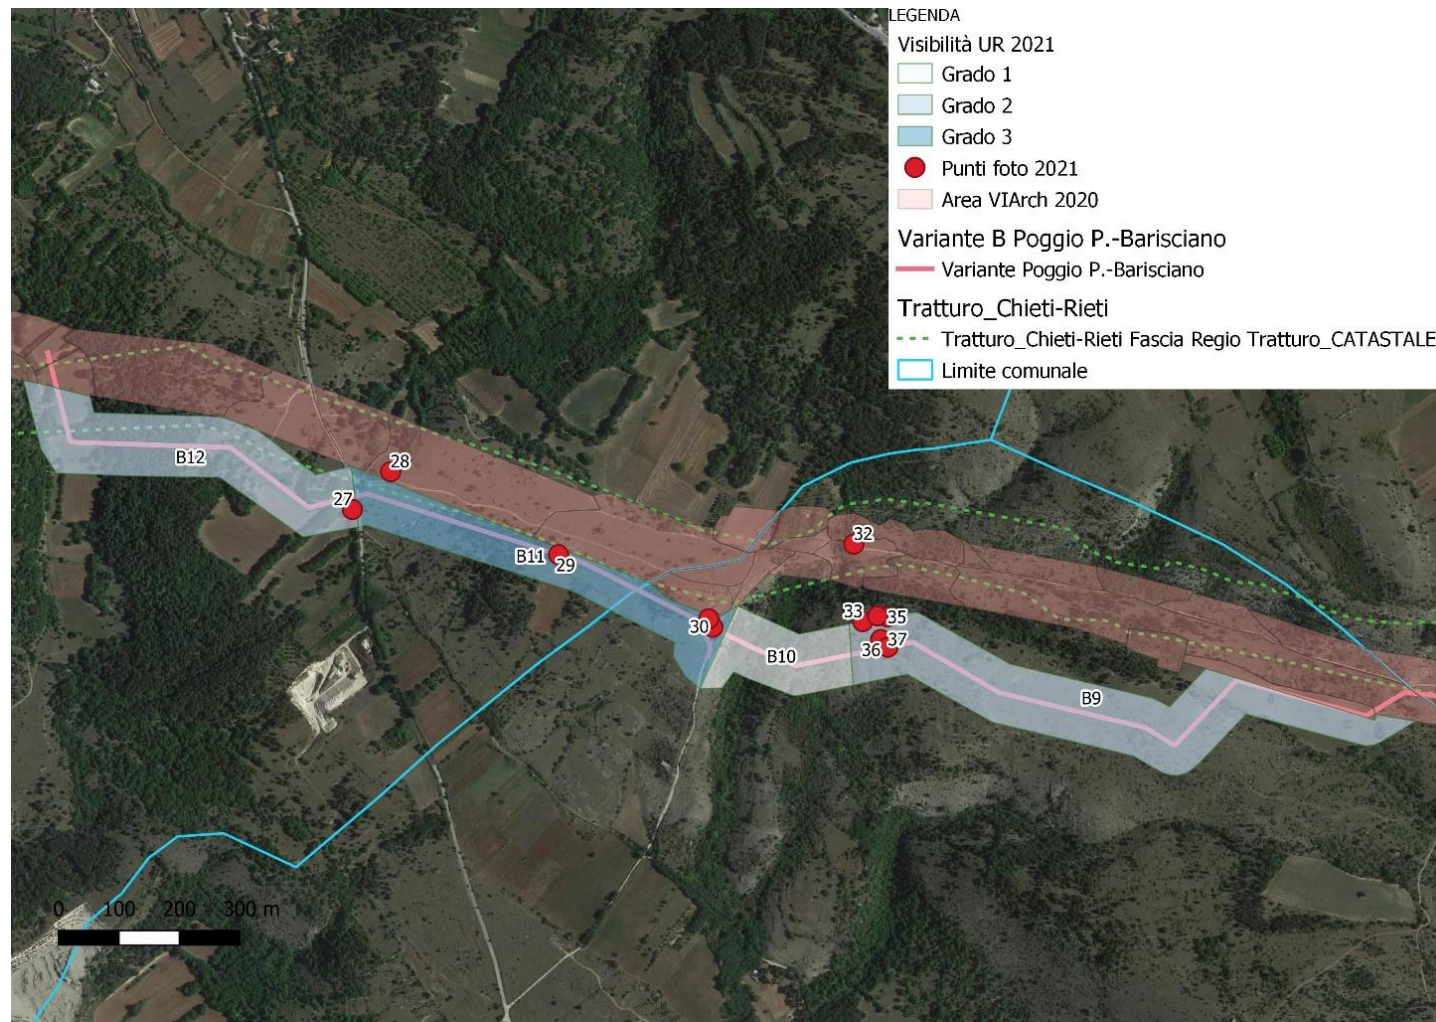 LEGENDA
Visibilità UR 2021
Grado 1
Grado 2
Grado 3
Punti foto 2021
Area VIArch 2020
Variante B Poggio P.-Barisciano
Variante Poggio P.-Barisciano
Tratturo_Chieti-Rieti
Tratturo_Chieti-Rieti Fascia Regio Tratturo_CATASTALE
Limite comunale
B12
28
27
B11
29
32
30
33
35
B10
36
37
B9
0 100 200 300 m